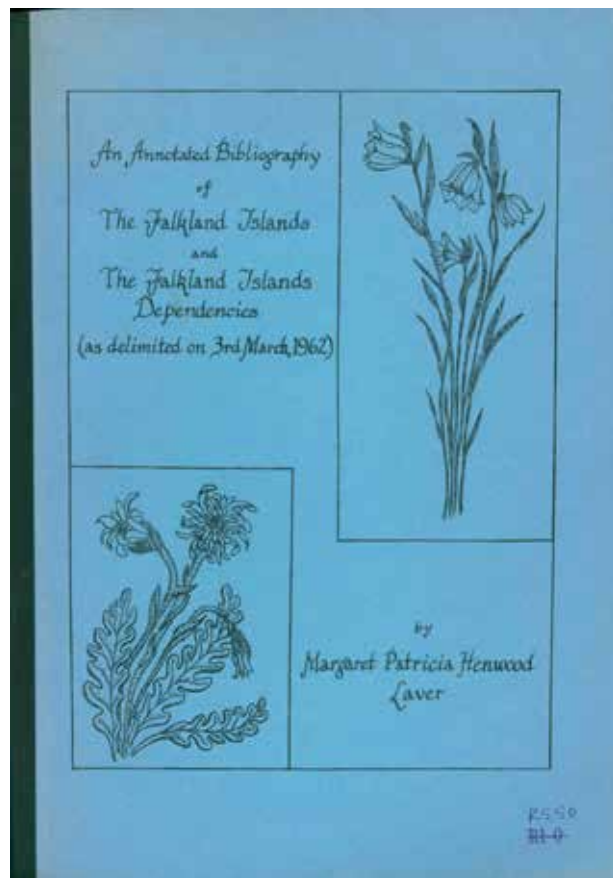 An Annotated Bibliography
of
The Falkland Islands
and
The Falkland Islands
Dependencies
(as delimited on 3rd March, 1962)
by
Margaret Patricia Henwood
Laver
R550